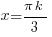 x = πk/3